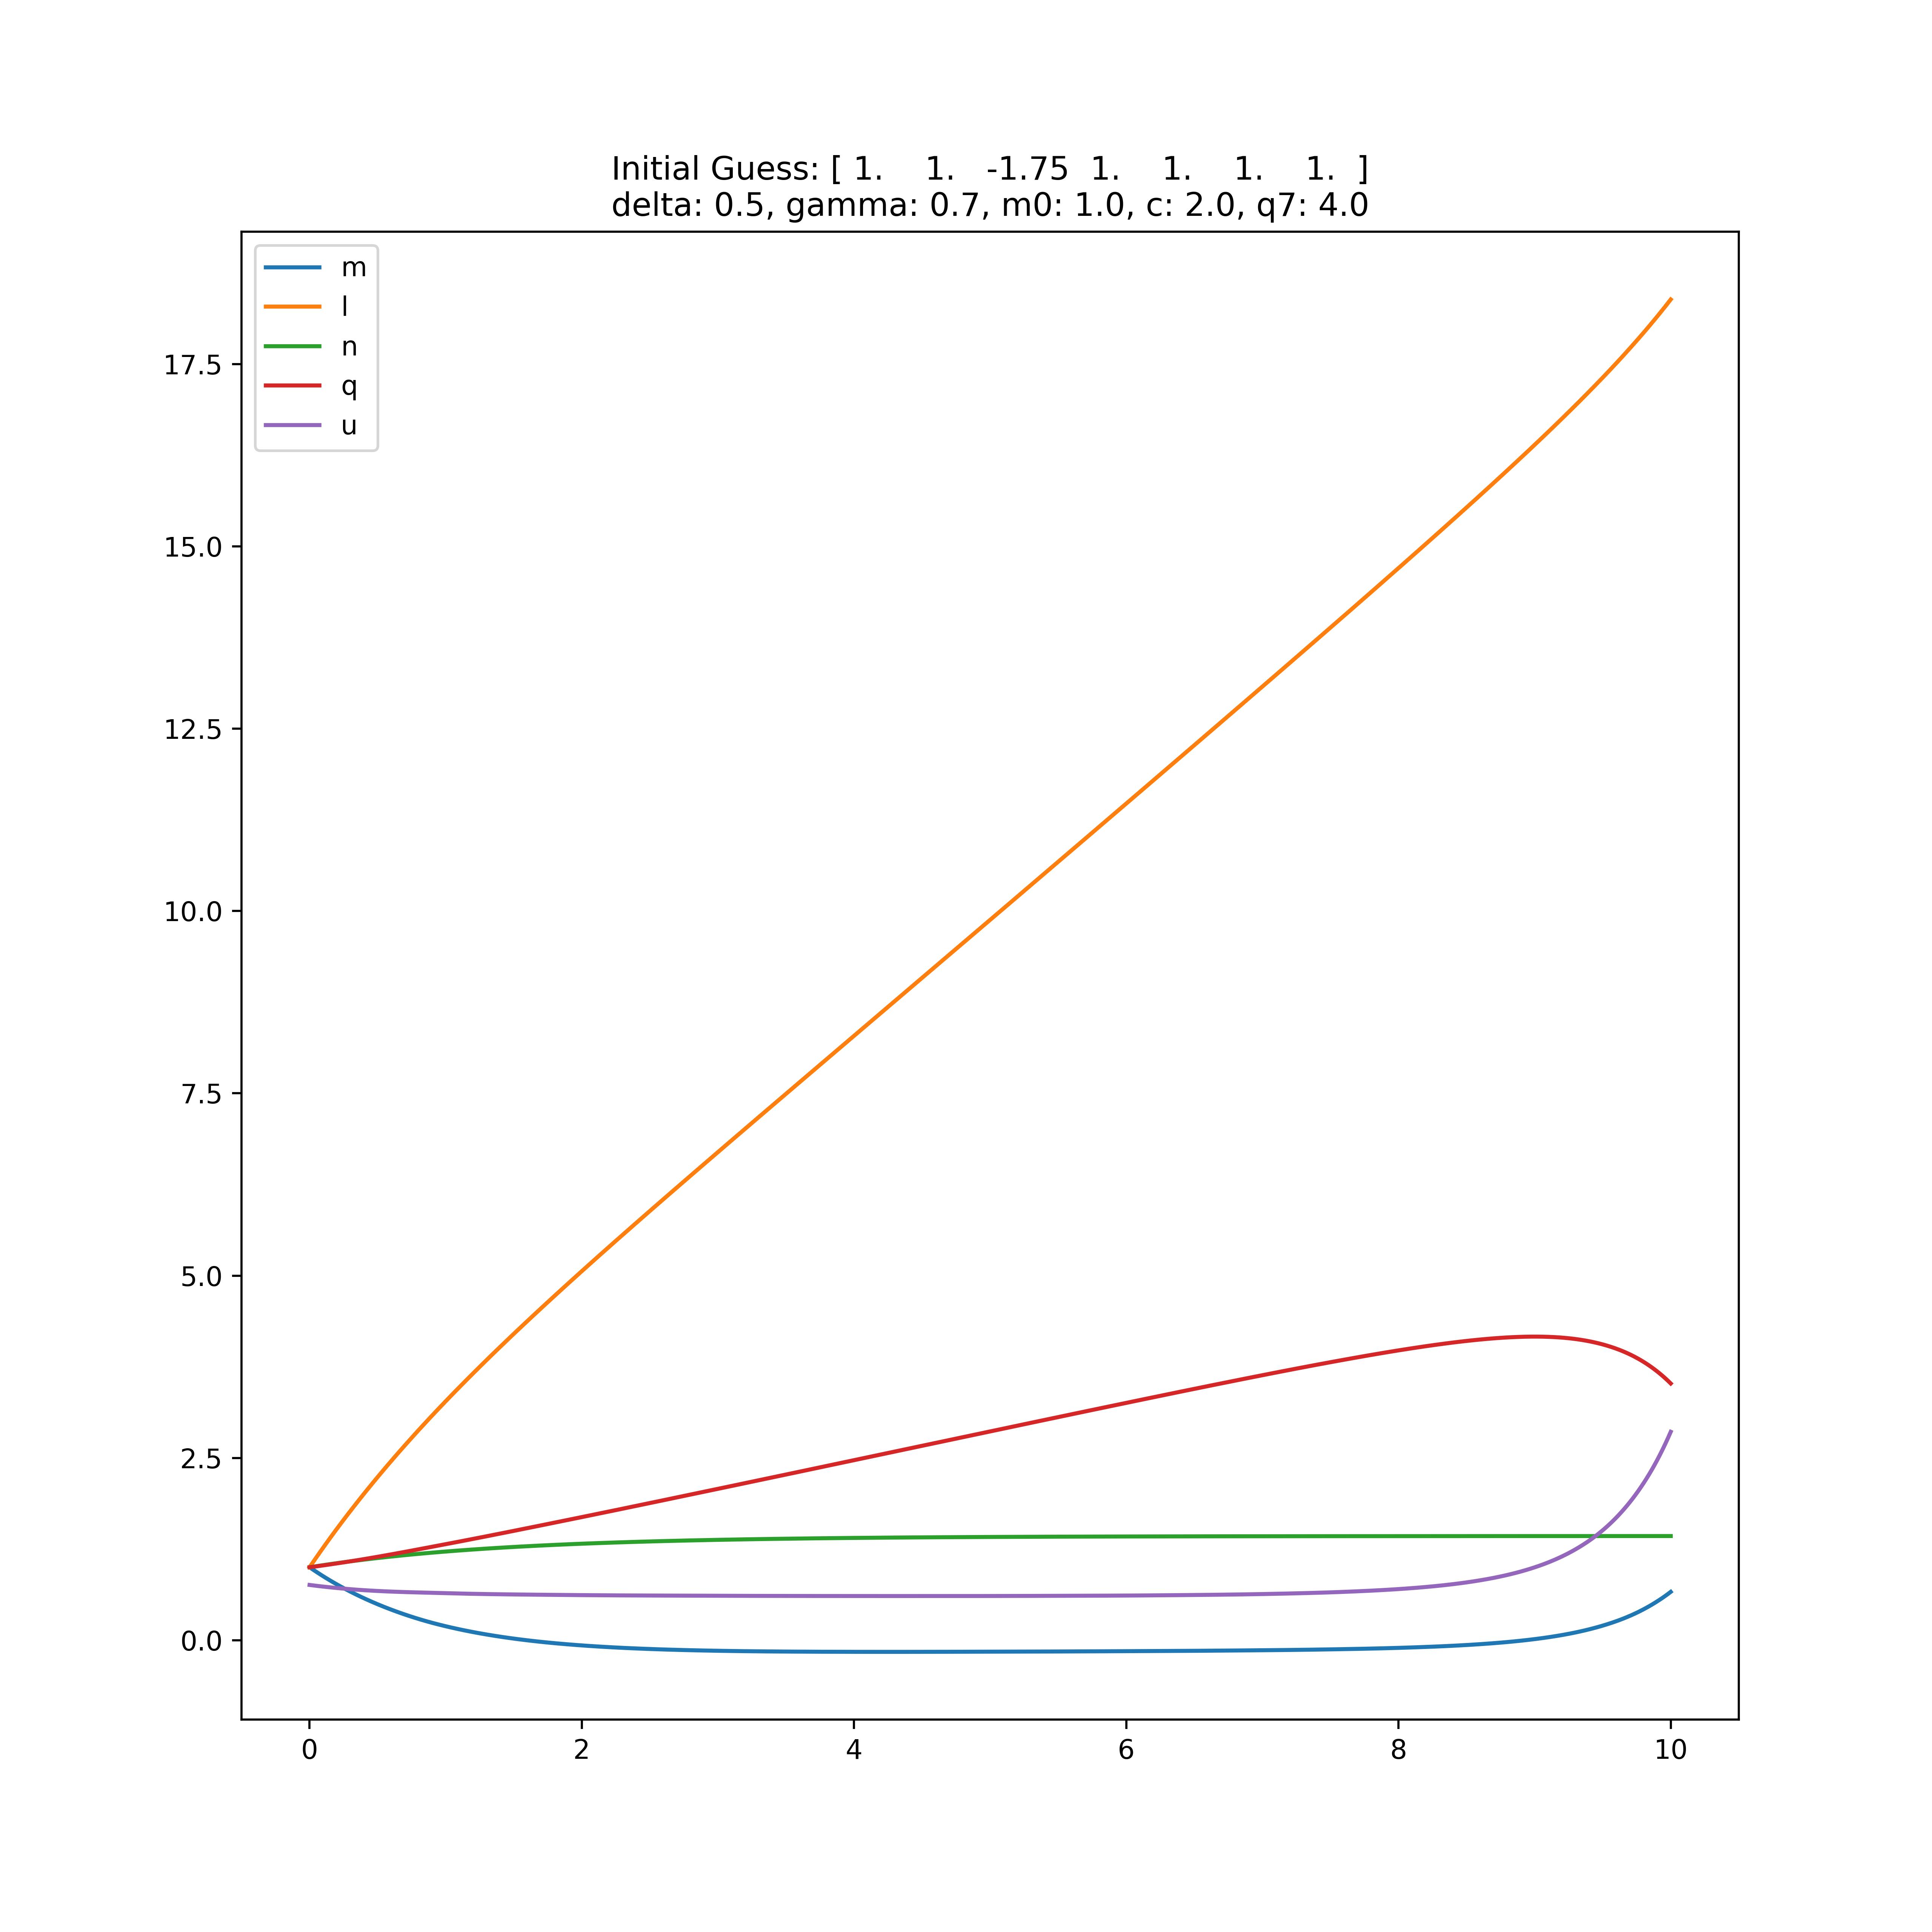 Initial Guess: [ 1. 1. -1.75 1. 1. 1. 1. ]
delta: 0.5, gamma: 0.7, m0: 1.0, c: 2.0, q7: 4.0
m
l
n
q
u
17.5
15.0
12.5
10.0
7.5
5.0
2.5
0.0
0 2 4 6 8 10